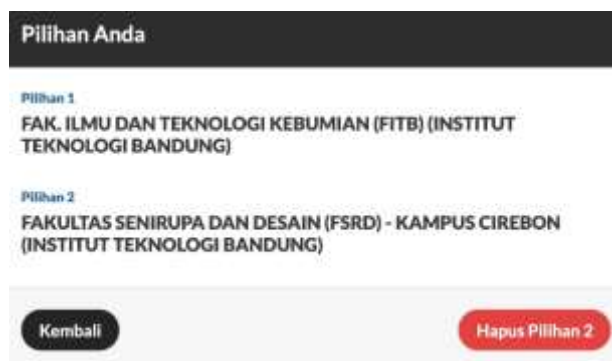 Pilihan Anda
Pilihan 1
FAK. ILMU DAN TEKNOLOGI KEBUMIAN (FITB) (INSTITUT
TEKNOLOGI BANDUNG)
Pilihan 2
FAKULTAS SENIRUPA DAN DESAIN (FSRD) - KAMPUS CIREBON
(INSTITUT TEKNOLOGI BANDUNG)
Kembali
Hapus Pilihan 2